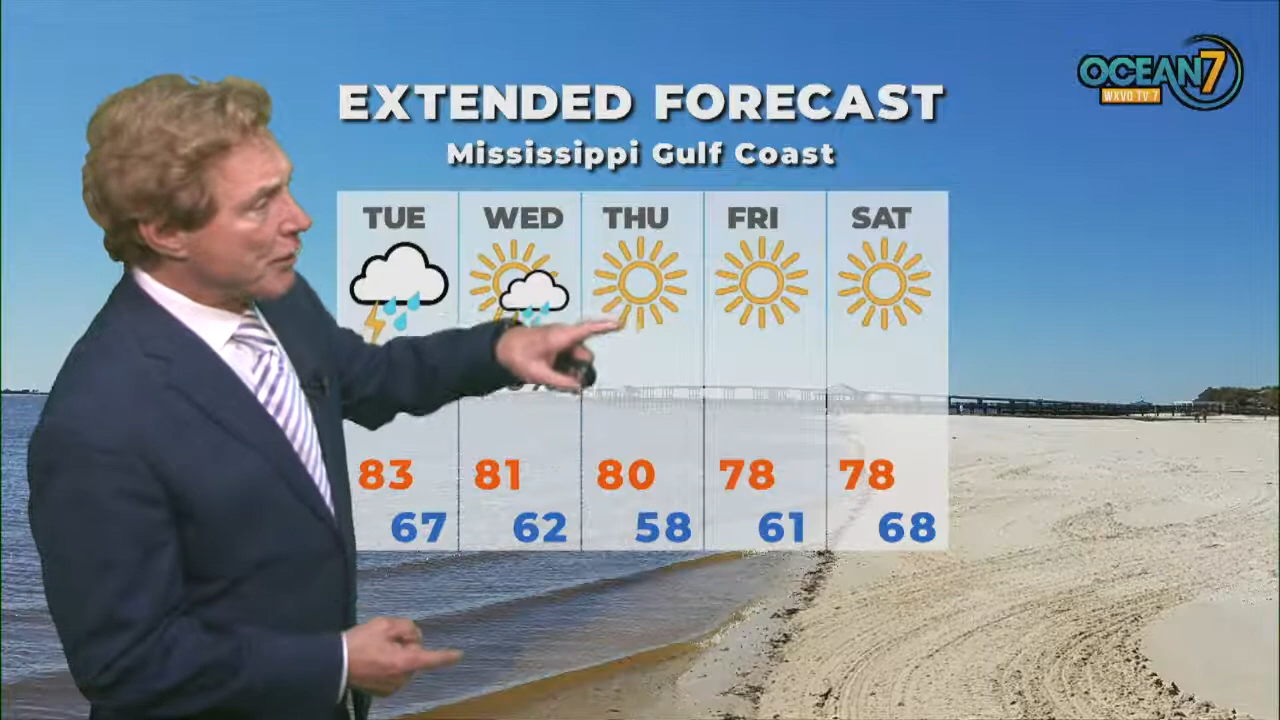 OCEAN7
WXVO TV 7
EXTENDED FORECAST
Mississippi Gulf Coast
TUE WED THU FRI SAT
83 81 80 78 78
67 62 58 61 68